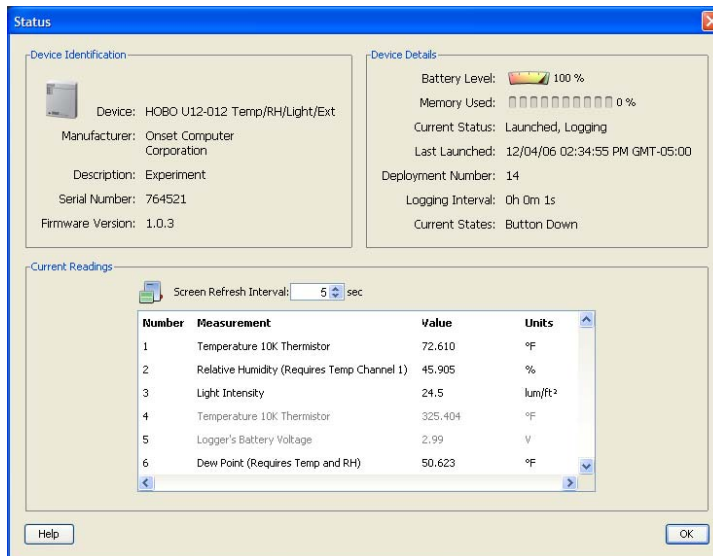 Status
Device Identification
Device: HOBO U12-012 Temp/RH/Light/Ext
Manufacturer: Onset Computer
Corporation
Description: Experiment
Serial Number: 764521
Firmware Version: 1.0.3
Device Details
Battery Level: 100 %
Memory Used: 0 %
Current Status: Launched, Logging
Last Launched: 12/04/06 02:34:55 PM GMT-05:00
Deployment Number: 14
Logging Interval: 0h 0m 1s
Current States: Button Down
Current Readings
Screen Refresh Interval: 5 sec
Number Measurement Value Units
1 Temperature 10K Thermistor 72.610 °F
2 Relative Humidity (Requires Temp Channel 1) 45.905 %
3 Light Intensity 24.5 lum/ft²
4 Temperature 10K Thermistor 325.404 °F
5 Logger's Battery Voltage 2.99 V
6 Dew Point (Requires Temp and RH) 50.623 °F
Help
OK